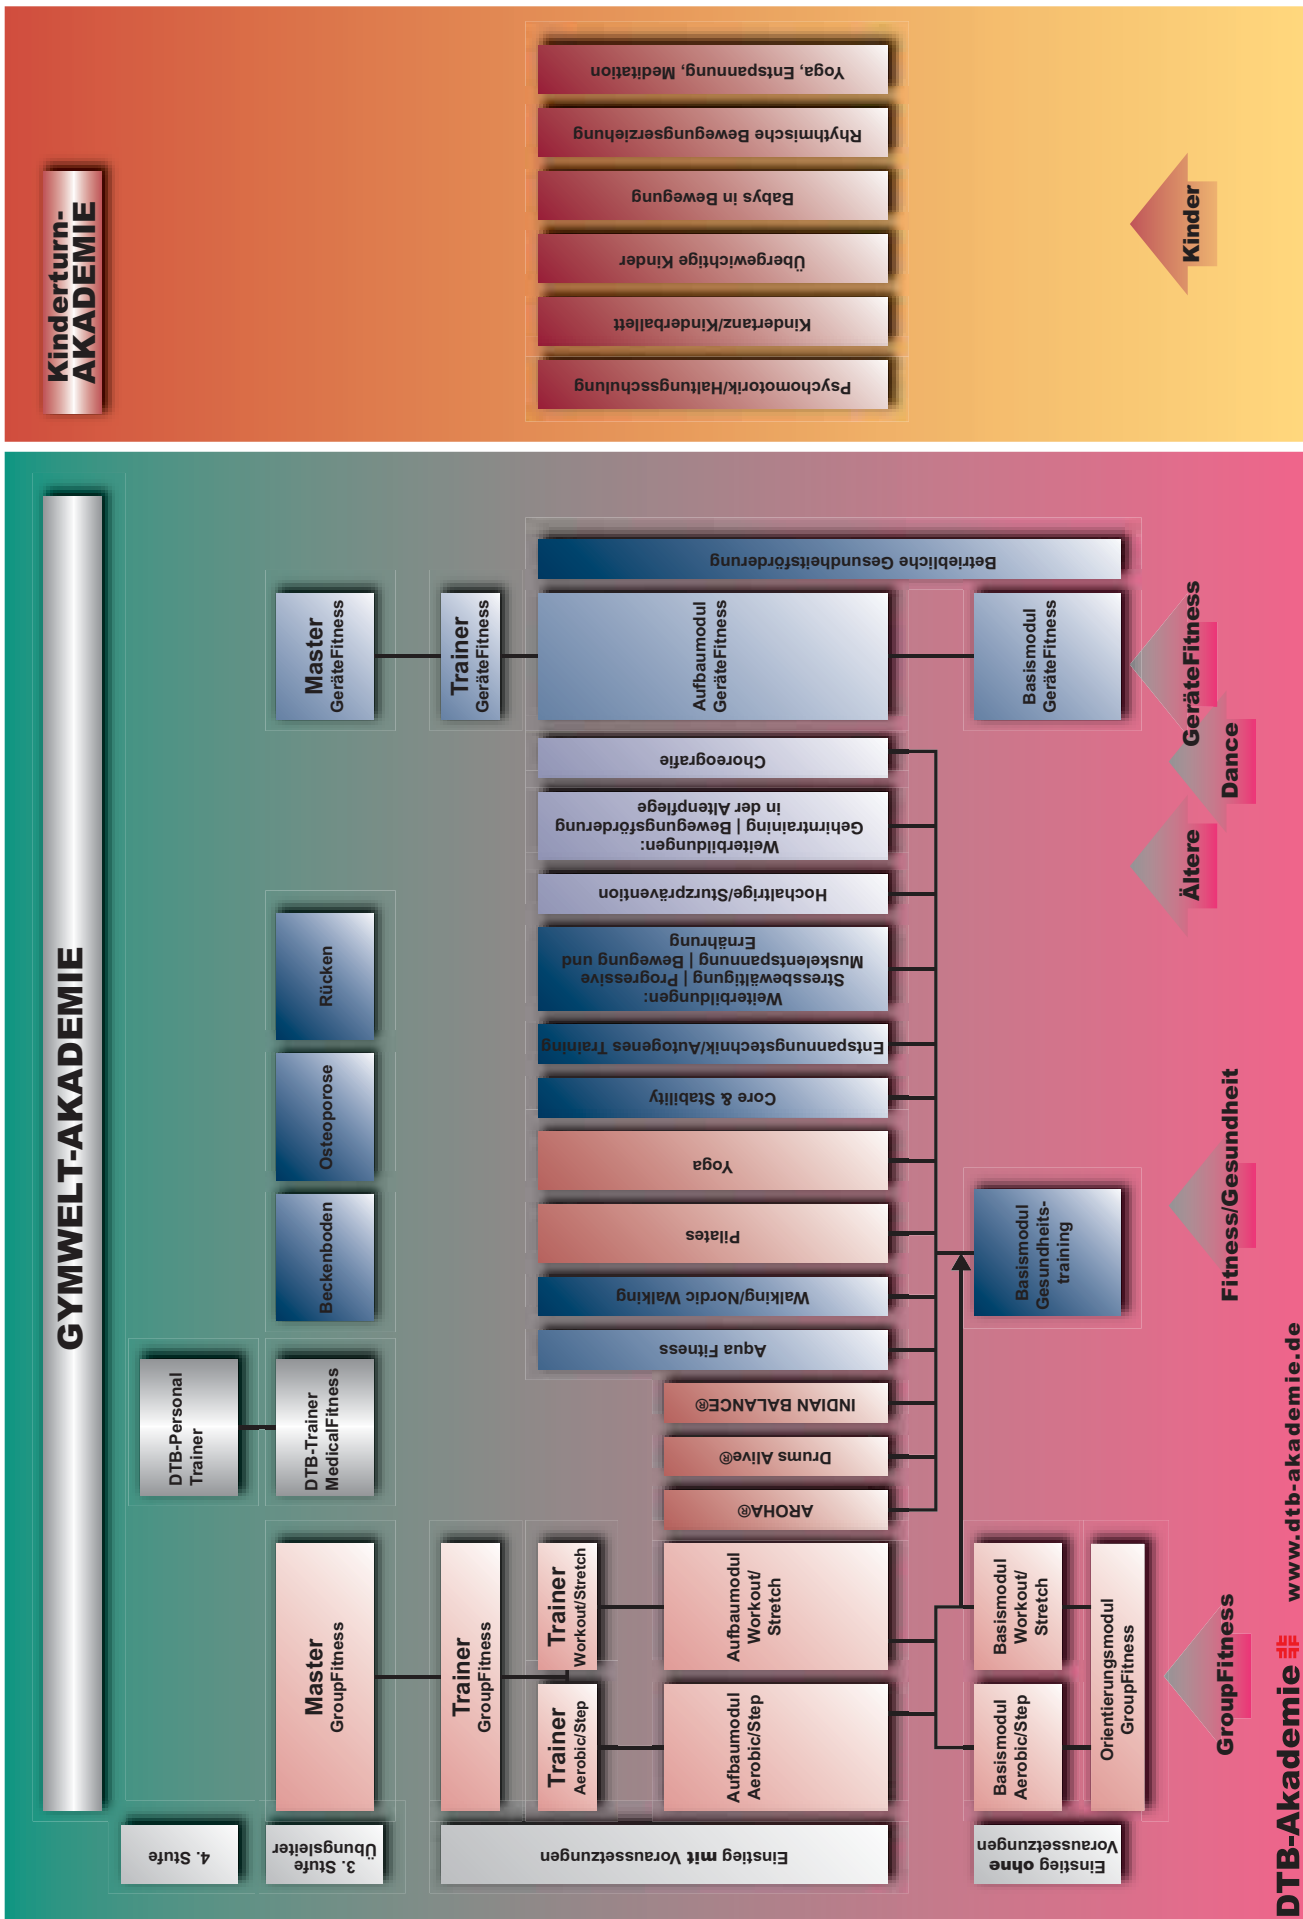 Kinderturn-
AKADEMIE
Yoga, Entspannung, Meditation
Rhythmische Bewegungserziehung
Babys in Bewegung
Übergewichtige Kinder
Kindertanz/Kinderballett
Psychomotorik/Haltungsschulung
Kinder
GYMWELT-AKADEMIE
4. Stufe
3. Stufe
Übungsleiter
Einstieg mit Voraussetzungen
Einstieg ohne
Voraussetzungen
DTB-Personal
Trainer
DTB-Trainer
MedicalFitness
Beckenboden
Osteoporose
Rücken
Master
GroupFitness
Trainer
GroupFitness
Trainer
Aerobic/Step
Trainer
Workout/Stretch
Aufbaumodul
Aerobic/Step
Aufbaumodul
Workout/
Stretch
Basismodul
Aerobic/Step
Basismodul
Workout/
Stretch
Orientierungsmodul
GroupFitness
AROHA®
Drums Alive®
INDIAN BALANCE®
Aqua Fitness
Walking/Nordic Walking
Pilates
Yoga
Core & Stability
Entspannungstechnik/Autogenes Training
Weiterbildungen:
Stressbewältigung | Progressive
Muskelentspannung | Bewegung und
Ernährung
Hochaltrige/Sturzprävention
Weiterbildungen:
Gehirntraining | Bewegungsförderung
in der Altenpflege
Choreografie
Master
GeräteFitness
Trainer
GeräteFitness
Aufbaumodul
GeräteFitness
Basismodul
GeräteFitness
Betriebliche Gesundheitsförderung
Basismodul
Gesundheits-
training
GroupFitness
Fitness/Gesundheit
Ältere
Dance
GeräteFitness
DTB-Akademie
www.dtb-akademie.de